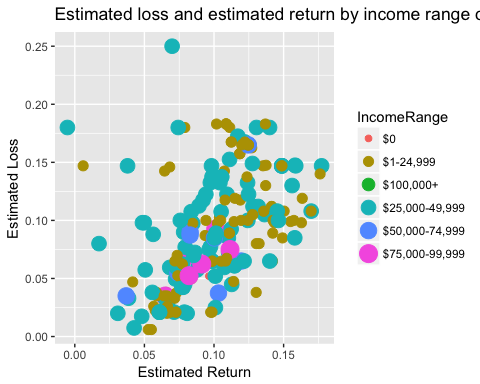 Estimated loss and estimated return by income range
0.25
0.20
0.15
0.10
0.05
0.00
Estimated Loss
0.00 0.05 0.10 0.15
Estimated Return
IncomeRange
$0
$1-24,999
$100,000+
$25,000-49,999
$50,000-74,999
$75,000-99,999